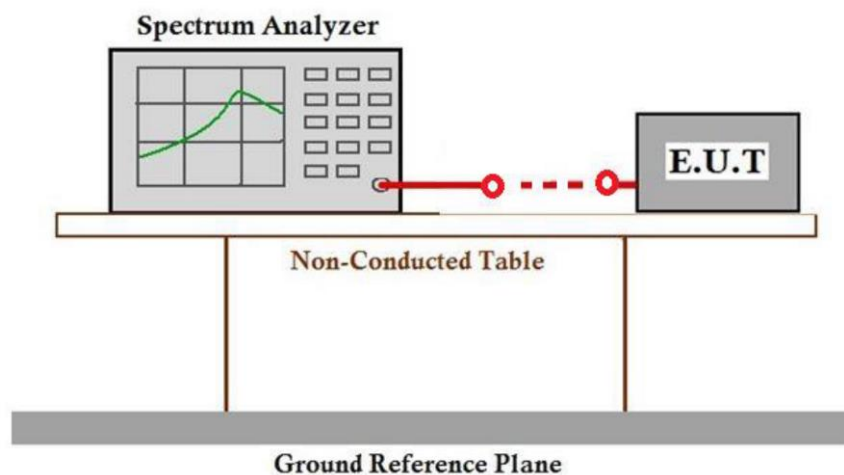 Spectrum Analyzer
E.U.T
Non-Conducted Table
Ground Reference Plane